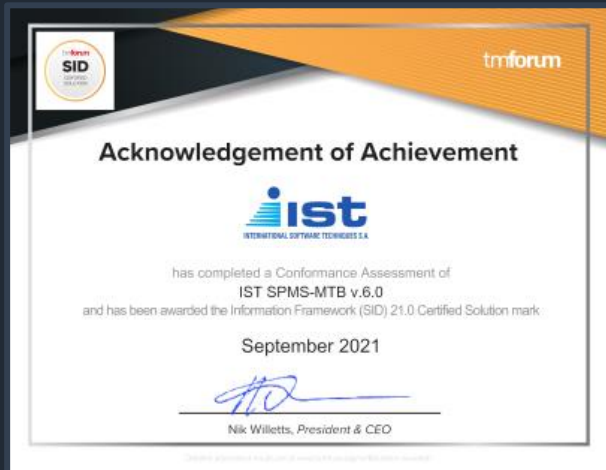 tmforum
SID
CERTIFIED
SOLUTION
tmforum
Acknowledgement of Achievement
ist
INTERNATIONAL SOFTWARE TECHNIQUES S.A.
has completed a Conformance Assessment of
IST SPMS-MTB v.6.0
and has been awarded the Information Framework (SID) 21.0 Certified Solution mark
September 2021
Nik Willetts, President & CEO